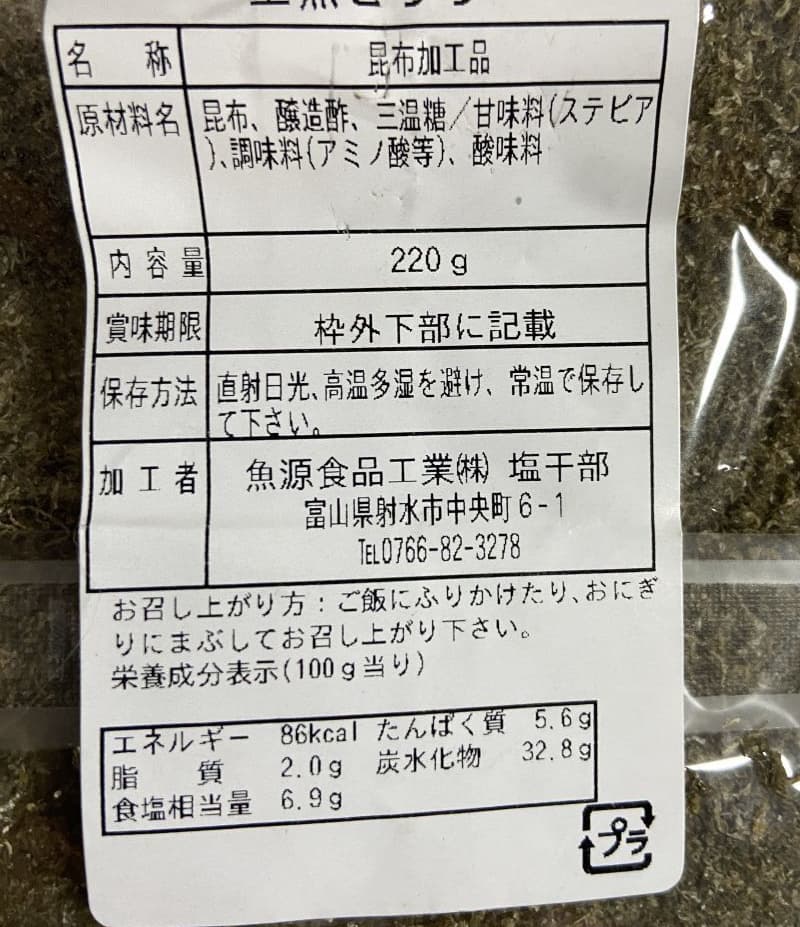 名 称 昆布加工品
原材料名 昆布、醸造酢、三温糖/甘味料(ステビア
)、調味料(アミノ酸等)、酸味料
内容量 220g
賞味期限 枠外下部に記載
保存方法 直射日光、高温多湿を避け、常温で保存し
て下さい。
加工者 魚源食品工業㈱ 塩干部
富山県射水市中央町6-1
TEL0766-82-3278
お召し上がり方:ご飯にふりかけたり、おにぎ
りにまぶしてお召し上がり下さい。
栄養成分表示(100g当り)
エネルギー 86kcal たんぱく質 5.6g
脂質 2.0g 炭水化物 32.8g
食塩相当量 6.9g
プラ